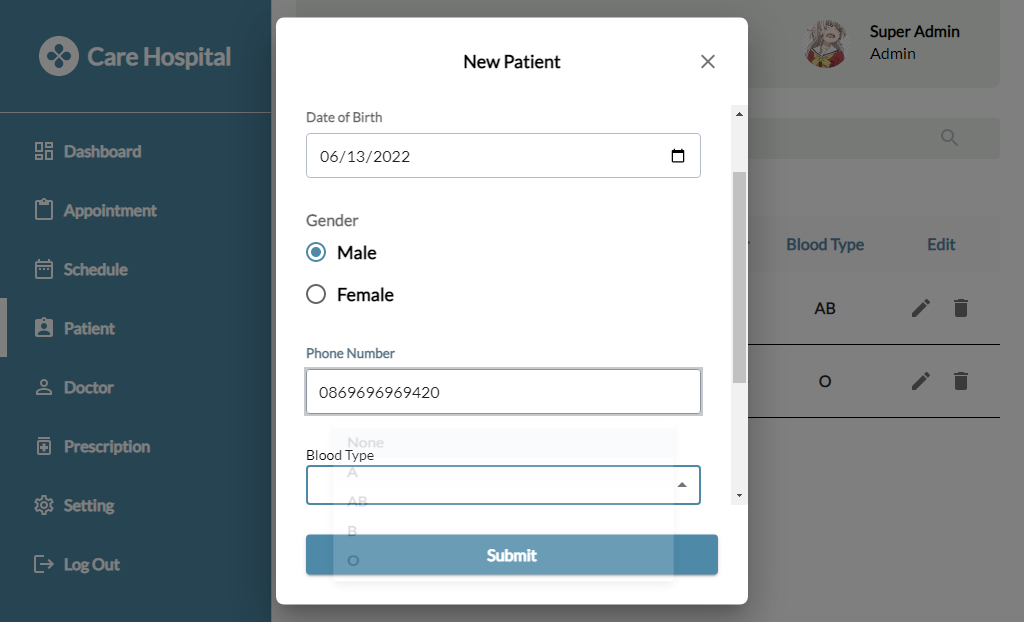 Care Hospital
Dashboard
Appointment
Schedule
Patient
Doctor
Prescription
Setting
Log Out
New Patient
Date of Birth
06/13/2022
Gender
Male
Female
Phone Number
0869696969420
Blood Type
None
A
AB
B
O
Submit
Super Admin
Admin
Blood Type Edit
AB
O